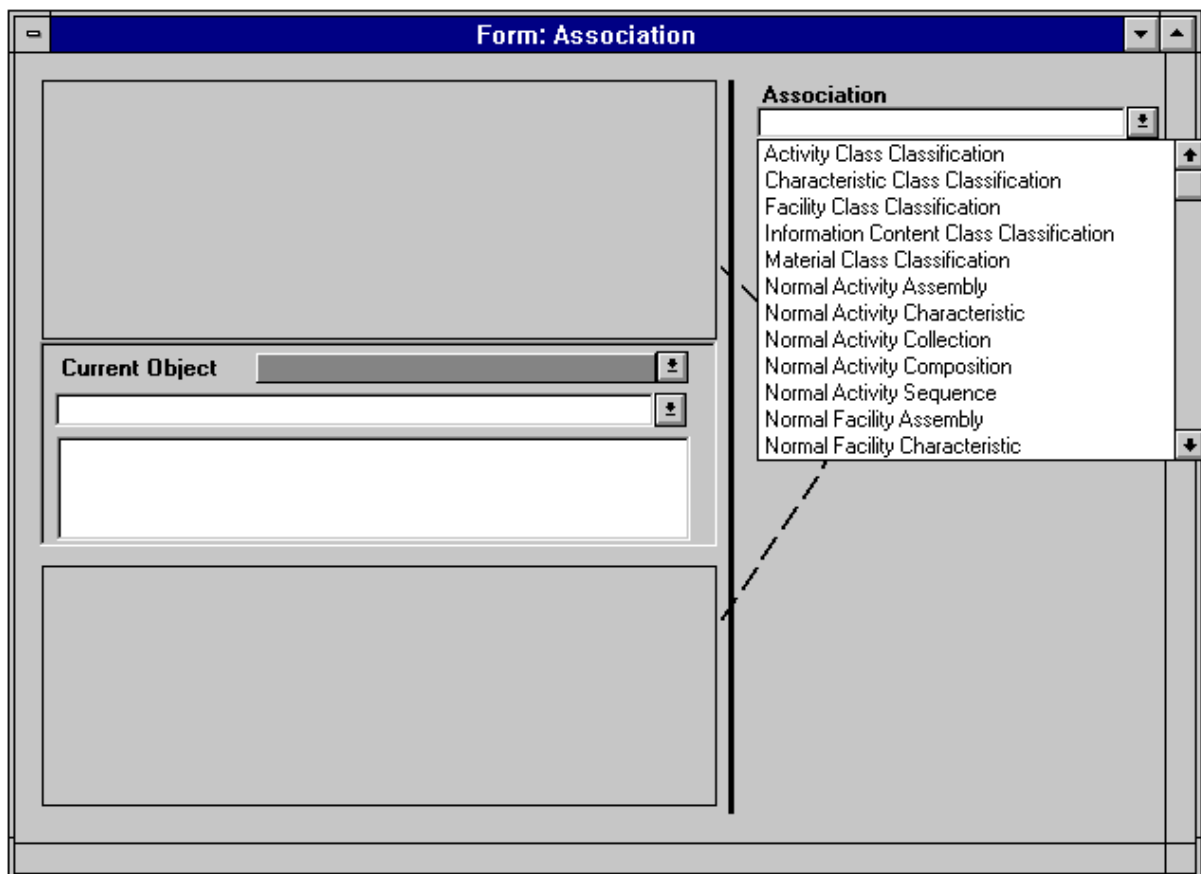 Form: Association
Association
Activity Class Classification
Characteristic Class Classification
Facility Class Classification
Information Content Class Classification
Material Class Classification
Normal Activity Assembly
Normal Activity Characteristic
Normal Activity Collection
Normal Activity Composition
Normal Activity Sequence
Normal Facility Assembly
Normal Facility Characteristic
Current Object